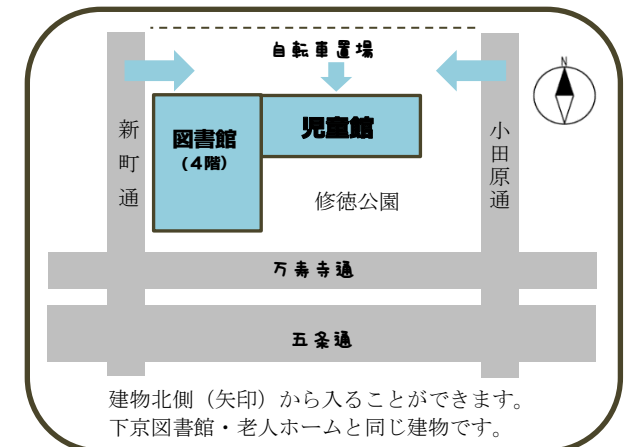 自転車置場
N
新町通
図書館
(4階)
児童館
小田原通
修徳公園
万寿寺通
五条通
建物北側（矢印）から入ることができます。
下京図書館・老人ホームと同じ建物です。